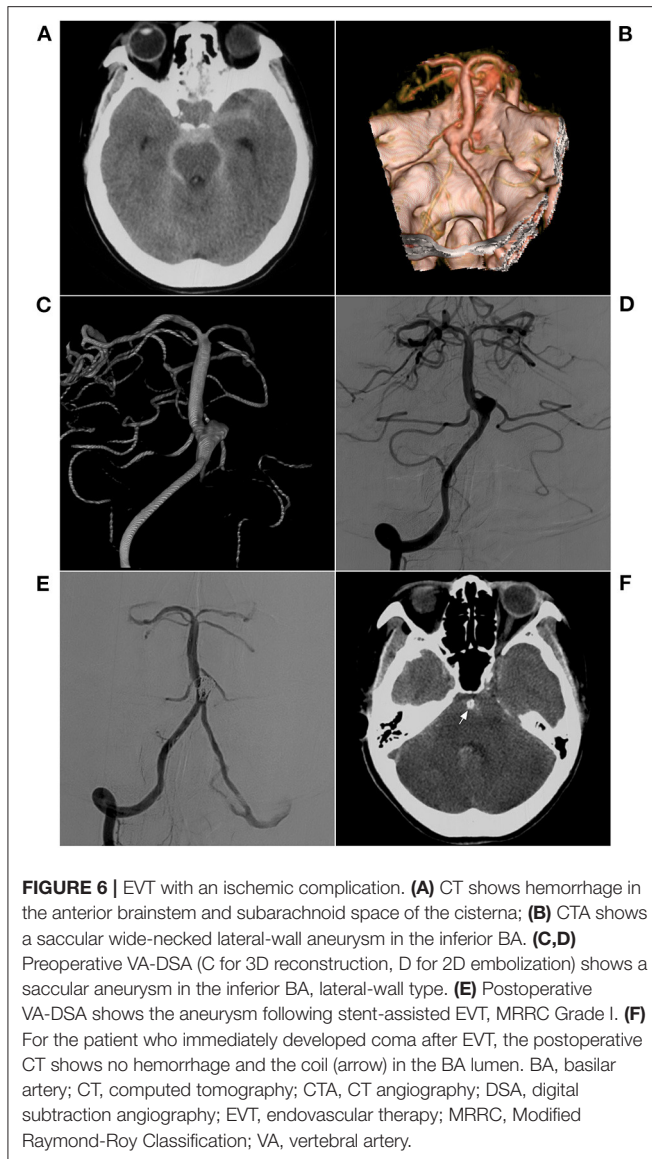 A
B
C
D
E
F
FIGURE 6 | EVT with an ischemic complication. (A) CT shows hemorrhage in
the anterior brainstem and subarachnoid space of the cisterna; (B) CTA shows
a saccular wide-necked lateral-wall aneurysm in the inferior BA. (C,D)
Preoperative VA-DSA (C for 3D reconstruction, D for 2D embolization) shows a
saccular aneurysm in the inferior BA, lateral-wall type. (E) Postoperative
VA-DSA shows the aneurysm following stent-assisted EVT, MRRC Grade I. (F)
For the patient who immediately developed coma after EVT, the postoperative
CT shows no hemorrhage and the coil (arrow) in the BA lumen. BA, basilar
artery; CT, computed tomography; CTA, CT angiography; DSA, digital
subtraction angiography; EVT, endovascular therapy; MRRC, Modified
Raymond-Roy Classification; VA, vertebral artery.